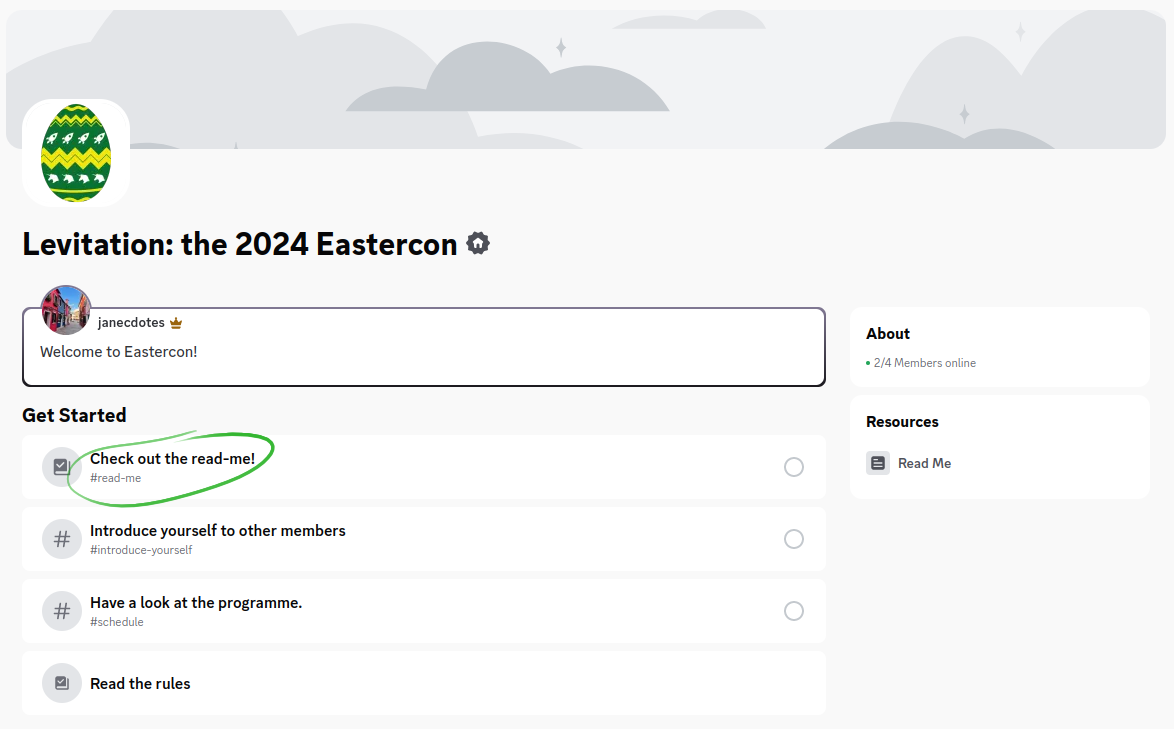 Levitation: the 2024 Eastercon
janecdotes
Welcome to Eastercon!
Get Started
Check out the read-me!
#read-me
Introduce yourself to other members
#introduce-yourself
Have a look at the programme.
#schedule
Read the rules
About
2/4 Members online
Resources
Read Me